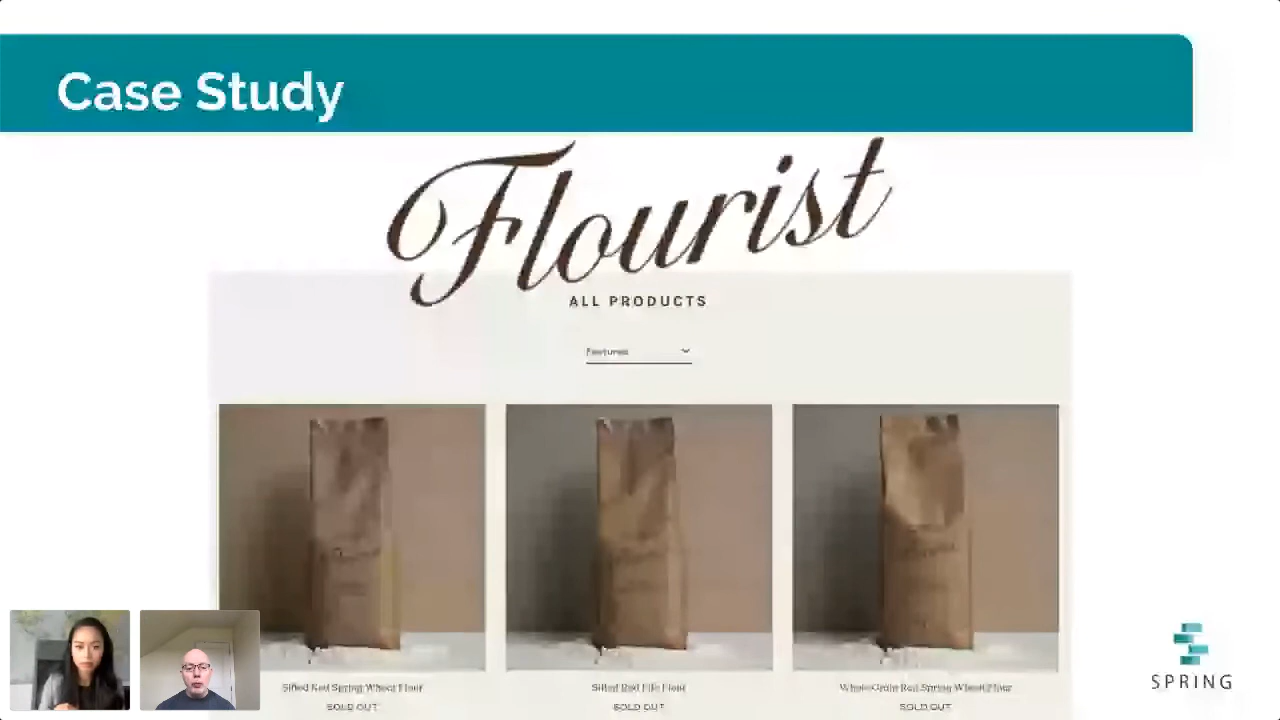 Case Study
Flourist
ALL PRODUCTS
Featured
Sifted Red Spring Wheat Flour
Sifted Red Fife Flour
Whole Grain Red Spring Wheat Flour
SOLD OUT
SOLD OUT
SOLD OUT
SPRING